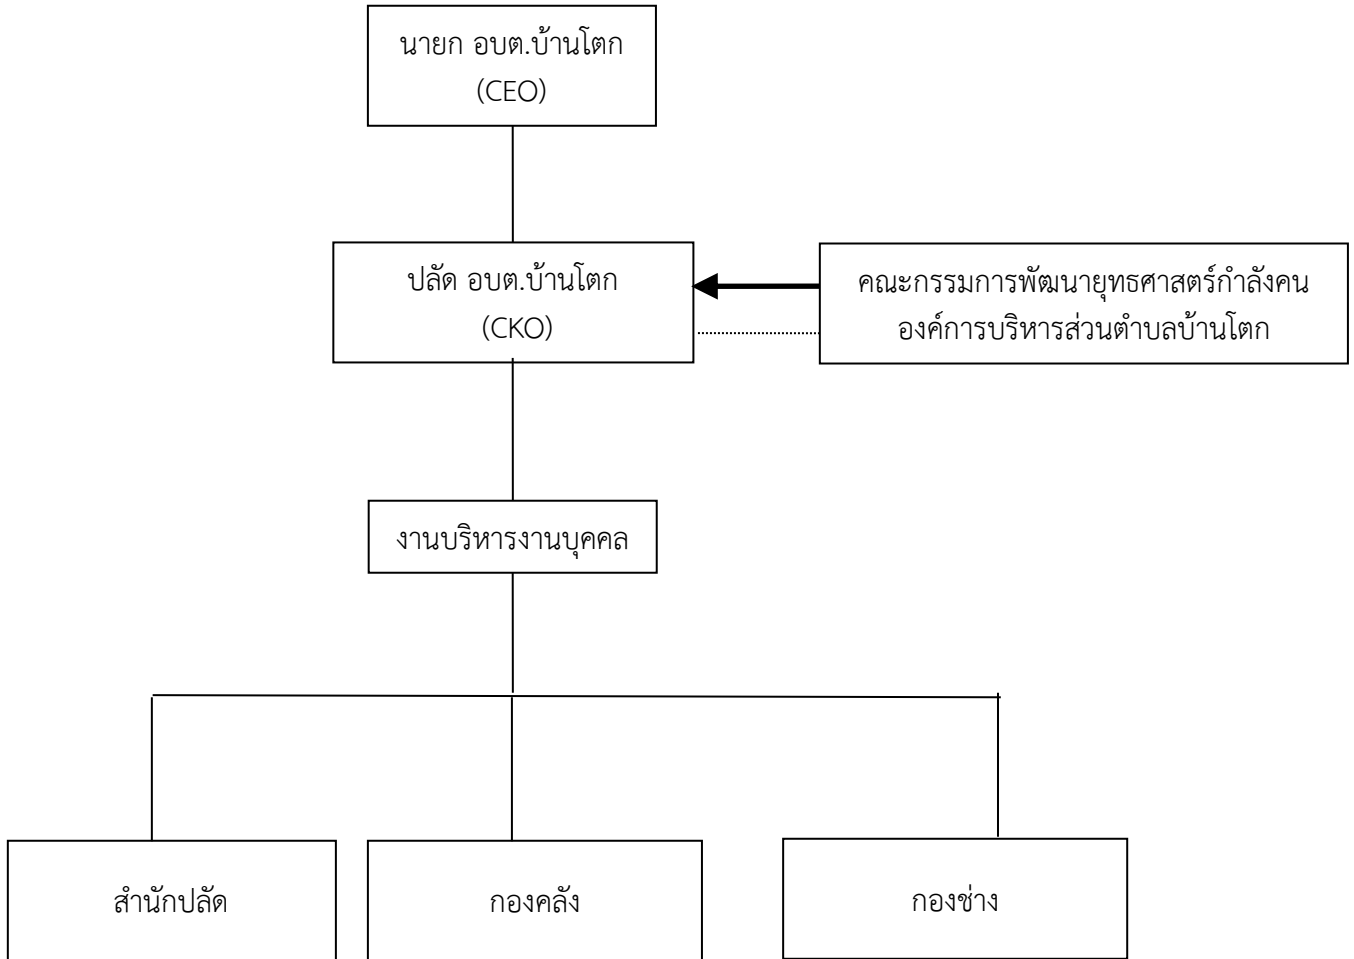 นายก อบต.บ้านโตก
(CEO)
ปลัด อบต.บ้านโตก
(CKO)
คณะกรรมการพัฒนายุทธศาสตร์กำลังคน
องค์การบริหารส่วนตำบลบ้านโตก
งานบริหารงานบุคคล
สำนักปลัด
กองคลัง
กองช่าง